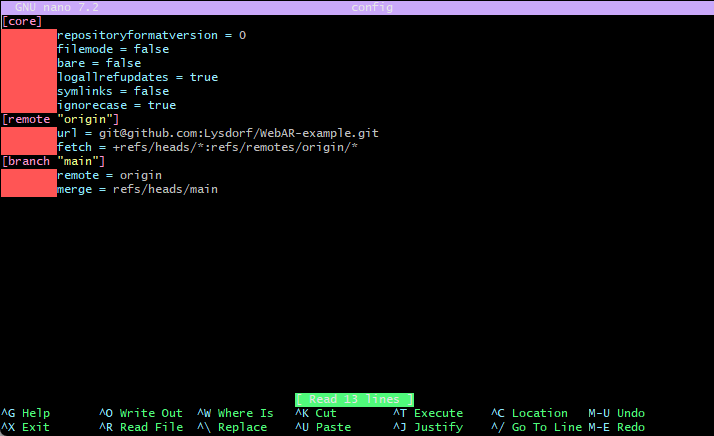 GNU nano 7.2 config
[core]
repositoryformatversion = 0
filemode = false
bare = false
logallrefupdates = true
symlinks = false
ignorecase = true
[remote "origin"]
url = git@github.com:Lysdorf/WebAR-example.git
fetch = +refs/heads/*:refs/remotes/origin/*
[branch "main"]
remote = origin
merge = refs/heads/main
[ Read 13 lines ]
^G Help ^O Write Out ^W Where Is ^K Cut ^T Execute ^C Location M-U Undo
^X Exit ^R Read File ^\ Replace ^U Paste ^J Justify ^/ Go To Line M-E Redo